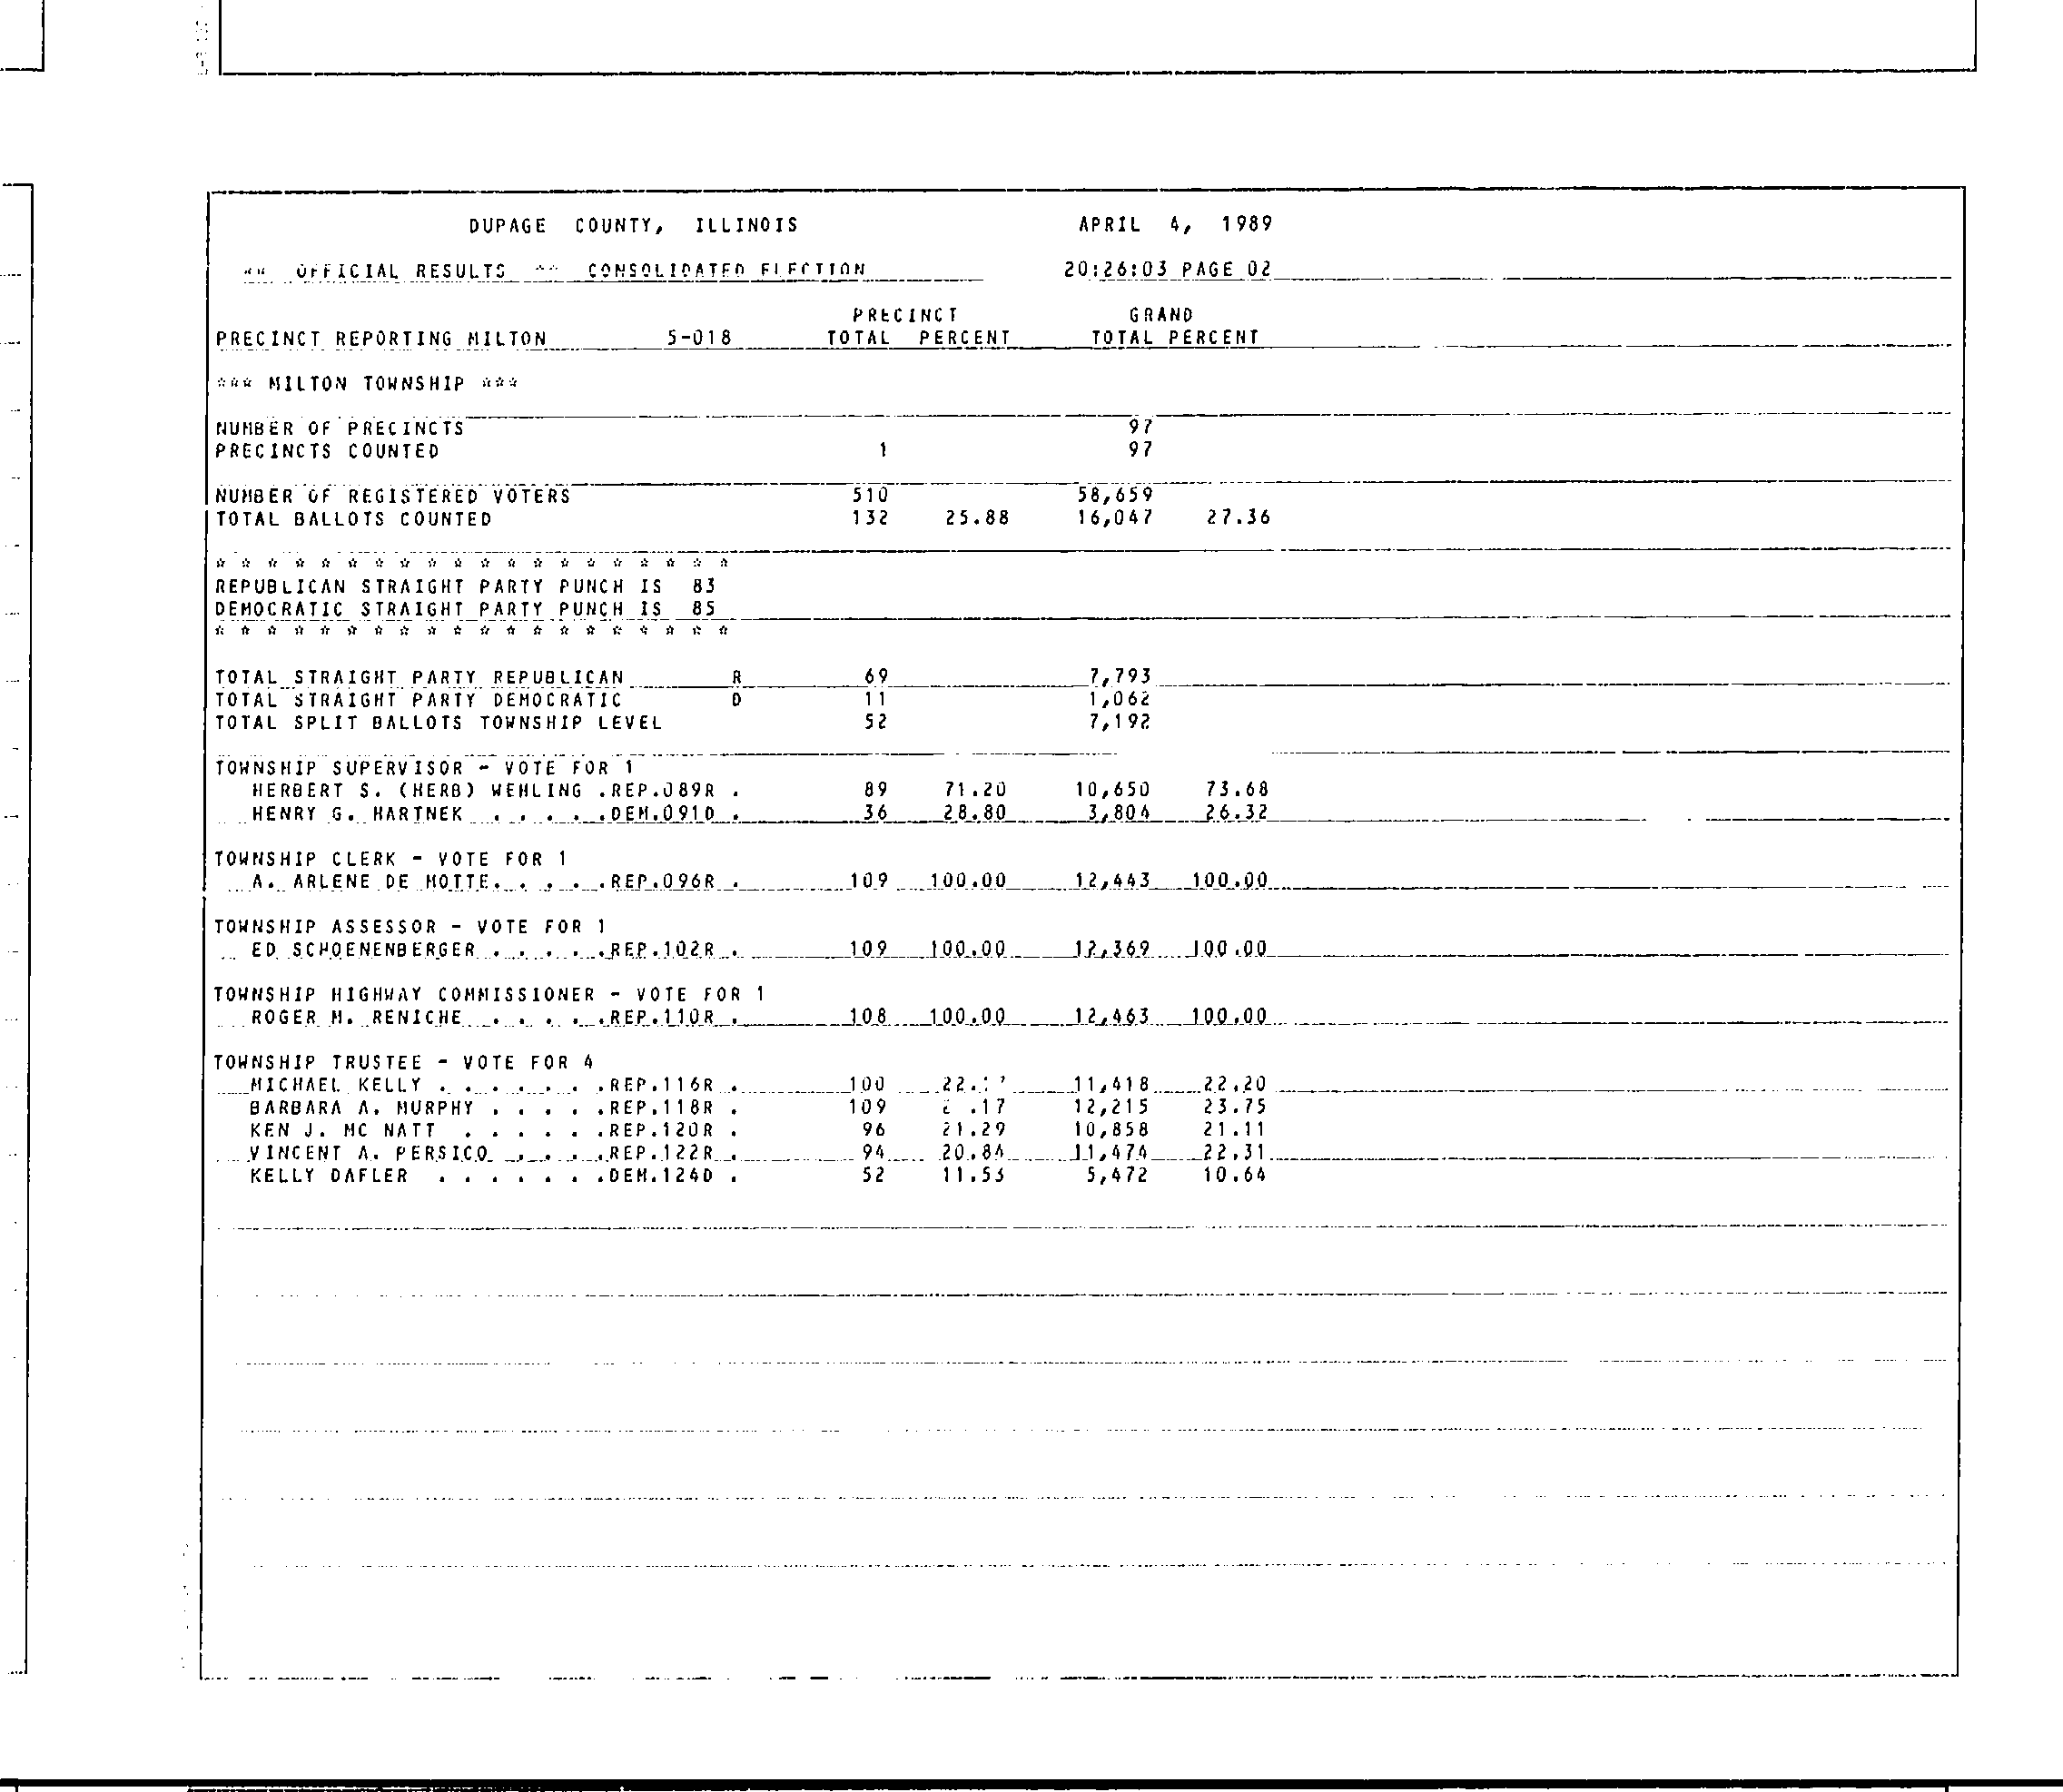 DUPAGE COUNTY, ILLINOIS APRIL 4, 1989
** OFFICIAL RESULTS ** CONSOLIDATED ELECTION 20:26:03 PAGE 02
PRECINCT GRAND
PRECINCT REPORTING MILTON 5-018 TOTAL PERCENT TOTAL PERCENT
*** MILTON TOWNSHIP ***
NUMBER OF PRECINCTS 97
PRECINCTS COUNTED 1 97
NUMBER OF REGISTERED VOTERS 510 58,659
TOTAL BALLOTS COUNTED 132 25.88 16,047 27.36
* * * * * * * * * * * * * * * * * * * *
REPUBLICAN STRAIGHT PARTY PUNCH IS 83
DEMOCRATIC STRAIGHT PARTY PUNCH IS 85
* * * * * * * * * * * * * * * * * * * *
TOTAL STRAIGHT PARTY REPUBLICAN R 69 7,793
TOTAL STRAIGHT PARTY DEMOCRATIC D 11 1,062
TOTAL SPLIT BALLOTS TOWNSHIP LEVEL 52 7,192
TOWNSHIP SUPERVISOR - VOTE FOR 1
HERBERT S. (HERB) WEHLING .REP.089R . 89 71.20 10,650 73.68
HENRY G. HARTNEK . . . . . .DEM.091D . 36 28.80 3,804 26.32
TOWNSHIP CLERK - VOTE FOR 1
A. ARLENE DE MOTTE. . . . .REP.096R . 109 100.00 12,443 100.00
TOWNSHIP ASSESSOR - VOTE FOR 1
ED SCHOENENBERGER . . . . .REP.102R . 109 100.00 12,369 100.00
TOWNSHIP HIGHWAY COMMISSIONER - VOTE FOR 1
ROGER M. RENICHE . . . . . .REP.110R . 108 100.00 12,463 100.00
TOWNSHIP TRUSTEE - VOTE FOR 4
MICHAEL KELLY . . . . . . .REP.116R . 100 11,418 22.20
BARBARA A. MURPHY . . . . .REP.118R . 109 12,215 23.75
KEN J. MC NATT . . . . . .REP.120R . 96 21.29 10,858 21.11
VINCENT A. PERSICO . . . . .REP.122R . 94 20.84 11,474 22.31
KELLY DAFLER . . . . . . .DEM.124D . 52 11.53 5,472 10.64